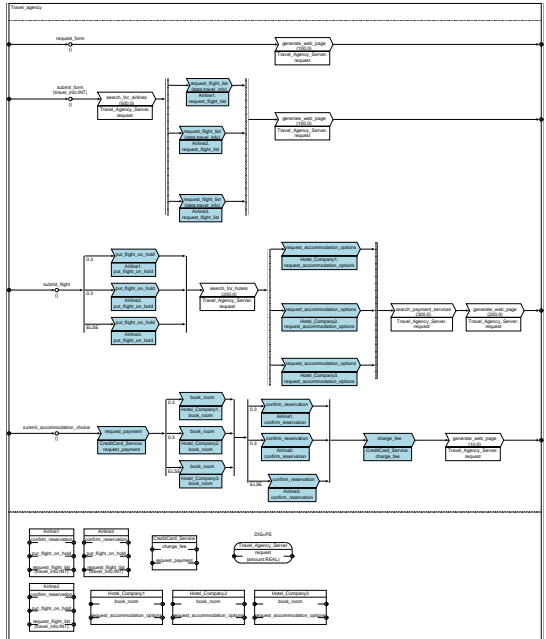 Travel_agency
request_form
()
generate_web_page
(100.0)
Travel_Agency_Server.
request
submit_form
(travel_info:INT)
()
search_for_airlines
(500.0)
Travel_Agency_Server.
request
request_flight_list
(data.travel_info)
Airline1.
request_flight_list
request_flight_list
(data.travel_info)
Airline2.
request_flight_list
request_flight_list
(data.travel_info)
Airline3.
request_flight_list
generate_web_page
(100.0)
Travel_Agency_Server.
request
submit_flight
()
0.3
put_flight_on_hold
Airline1.
put_flight_on_hold
0.3
put_flight_on_hold
Airline2.
put_flight_on_hold
ELSE
put_flight_on_hold
Airline3.
put_flight_on_hold
search_for_hotels
(200.0)
Travel_Agency_Server.
request
request_accommodation_options
Hotel_Company1.
request_accommodation_options
request_accommodation_options
Hotel_Company2.
request_accommodation_options
request_accommodation_options
Hotel_Company3.
request_accommodation_options
search_payment_services
(300.0)
Travel_Agency_Server.
request
generate_web_page
(200.0)
Travel_Agency_Server.
request
submit_accommodation_choice
()
request_payment
CreditCard_Service.
request_payment
0.3
book_room
Hotel_Company1.
book_room
0.3
book_room
Hotel_Company2.
book_room
ELSE
book_room
Hotel_Company3.
book_room
0.3
confirm_reservation
Airline1.
confirm_reservation
0.3
confirm_reservation
Airline2.
confirm_reservation
ELSE
confirm_reservation
Airline3.
confirm_reservation
charge_fee
CreditCard_Service.
charge_fee
generate_web_page
(10.0)
Travel_Agency_Server.
request
Airline1
confirm_reservation
put_flight_on_hold
request_flight_list
(travel_info:INT)
Airline3
confirm_reservation
put_flight_on_hold
request_flight_list
(travel_info:INT)
CreditCard_Service
charge_fee
request_payment
DIS=PS
Travel_Agency_Server
request
(amount:REAL)
Airline2
confirm_reservation
put_flight_on_hold
request_flight_list
(travel_info:INT)
Hotel_Company1
book_room
request_accommodation_options
Hotel_Company2
book_room
request_accommodation_options
Hotel_Company3
book_room
request_accommodation_options